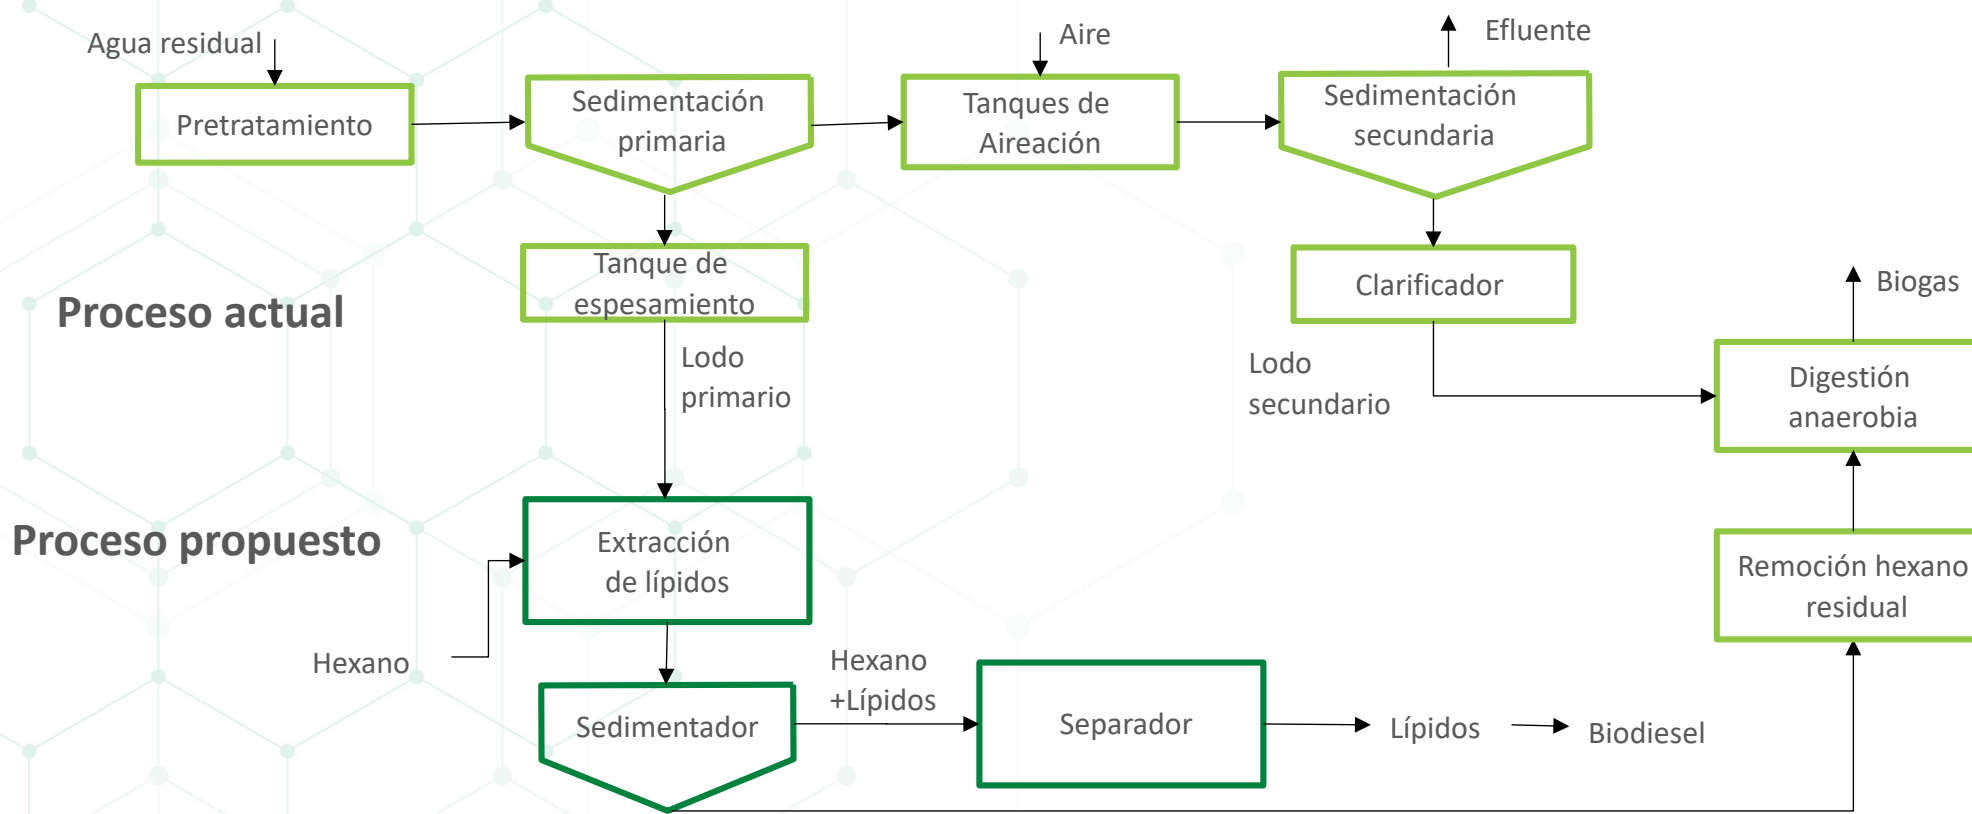 Agua residual
Pretratamiento
Sedimentación
primaria
Aire
Tanques de
Aireación
Efluente
Sedimentación
secundaria
Tanque de
espesamiento
Clarificador
Biogas
Proceso actual
Lodo
primario
Lodo
secundario
Digestión
anaerobia
Proceso propuesto
Extracción
de lípidos
Remoción hexano
residual
Hexano
Hexano
+Lípidos
Sedimentador
Separador
Lípidos
Biodiesel